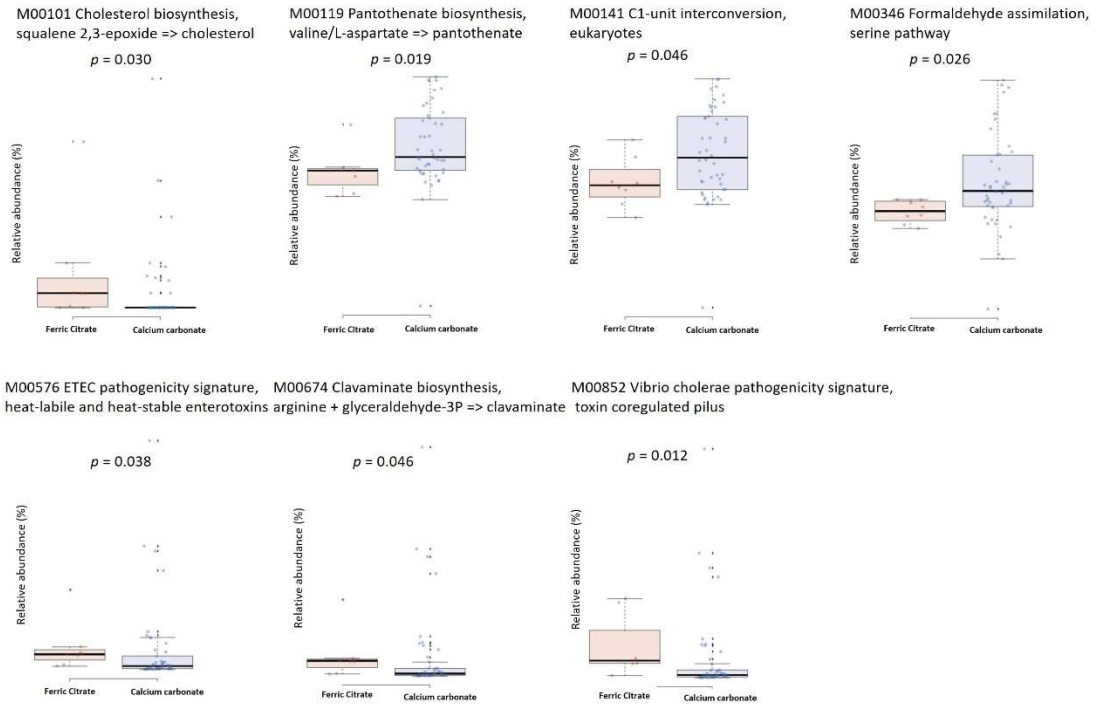 M00101 Cholesterol biosynthesis,
squalene 2,3-epoxide => cholesterol
p = 0.030
Relative abundance (%)
Ferric Citrate
Calcium carbonate
M00119 Pantothenate biosynthesis,
valine/L-aspartate => pantothenate
p = 0.019
Relative abundance (%)
Ferric Citrate
Calcium carbonate
M00141 C1-unit interconversion,
eukaryotes
p = 0.046
Relative abundance (%)
Ferric Citrate
Calcium carbonate
M00346 Formaldehyde assimilation,
serine pathway
p = 0.026
Relative abundance (%)
Ferric Citrate
Calcium carbonate
M00576 ETEC pathogenicity signature,
heat-labile and heat-stable enterotoxins
p = 0.038
Relative abundance (%)
Ferric Citrate
Calcium carbonate
M00674 Clavaminate biosynthesis,
arginine + glyceraldehyde-3P => clavaminate
p = 0.046
Relative abundance (%)
Ferric Citrate
Calcium carbonate
M00852 Vibrio cholerae pathogenicity signature,
toxin coregulated pilus
p = 0.012
Relative abundance (%)
Ferric Citrate
Calcium carbonate